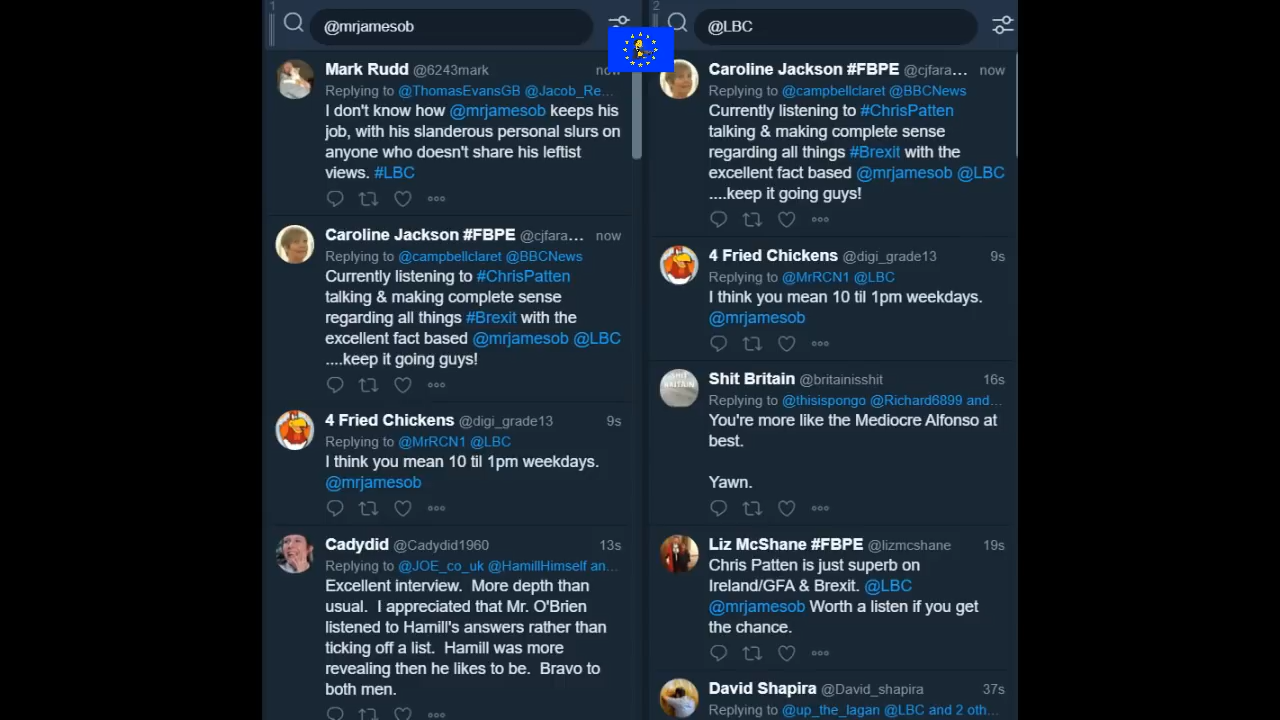 1
@mrjamesob
Mark Rudd @6243mark now
Replying to @ThomasEvansGB @Jacob_Re...
I don't know how @mrjamesob keeps his
job, with his slanderous personal slurs on
anyone who doesn't share his leftist
views. #LBC
Caroline Jackson #FBPE @cjfara... now
Replying to @campbellclaret @BBCNews
Currently listening to #ChrisPatten
talking & making complete sense
regarding all things #Brexit with the
excellent fact based @mrjamesob @LBC
....keep it going guys!
4 Fried Chickens @digi_grade13 9s
Replying to @MrRCN1 @LBC
I think you mean 10 til 1pm weekdays.
@mrjamesob
Cadydid @Cadydid1960 13s
Replying to @JOE_co_uk @HamillHimself an...
Excellent interview. More depth than
usual. I appreciated that Mr. O'Brien
listened to Hamill's answers rather than
ticking off a list. Hamill was more
revealing then he likes to be. Bravo to
both men.
2
@LBC
Caroline Jackson #FBPE @cjfara... now
Replying to @campbellclaret @BBCNews
Currently listening to #ChrisPatten
talking & making complete sense
regarding all things #Brexit with the
excellent fact based @mrjamesob @LBC
....keep it going guys!
4 Fried Chickens @digi_grade13 9s
Replying to @MrRCN1 @LBC
I think you mean 10 til 1pm weekdays.
@mrjamesob
SHIT BRITAIN
Shit Britain @britainisshit 16s
Replying to @thisispongo @Richard6899 and...
You're more like the Mediocre Alfonso at
best.
Yawn.
Liz McShane #FBPE @lizmcshane 19s
Chris Patten is just superb on
Ireland/GFA & Brexit. @LBC
@mrjamesob Worth a listen if you get
the chance.
David Shapira @David_shapira 37s
Replying to @up_the_lagan @LBC and 2 oth...